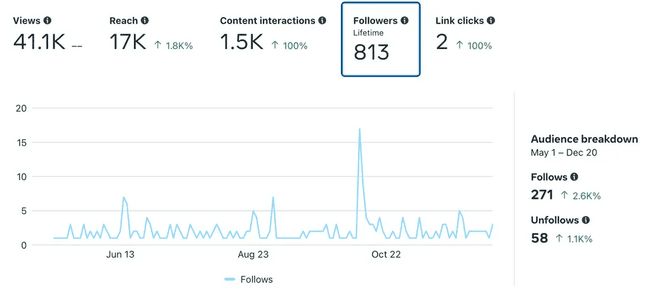 Views Reach Content interactions Followers Link clicks
Lifetime
41.1K -- 17K ↑ 1.8K% 1.5K ↑ 100% 813 2 ↑ 100%
20
15
10
5
0
Jun 13 Aug 23 Oct 22
Follows
Audience breakdown
May 1 – Dec 20
Follows
271 ↑ 2.6K%
Unfollows
58 ↑ 1.1K%